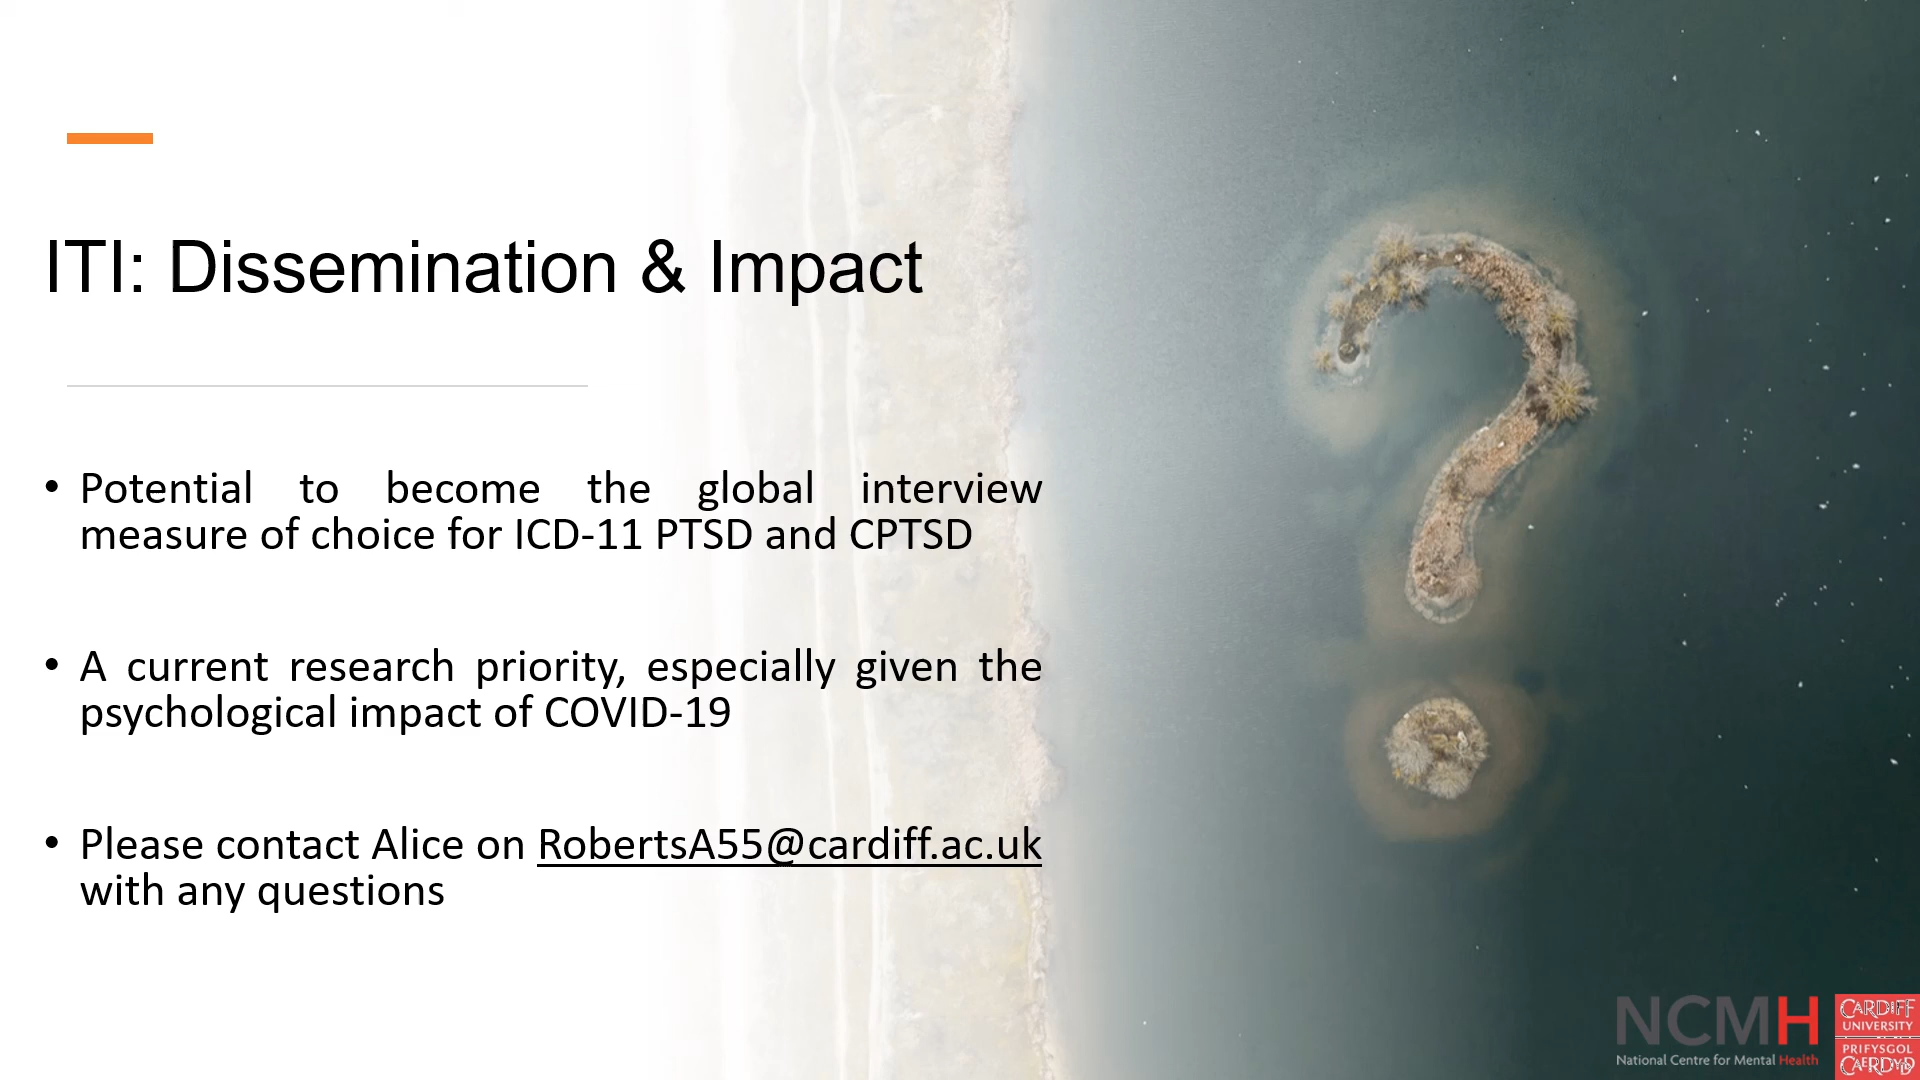 ITI: Dissemination & Impact
• Potential to become the global interview
measure of choice for ICD-11 PTSD and CPTSD
• A current research priority, especially given the
psychological impact of COVID-19
• Please contact Alice on RobertsA55@cardiff.ac.uk
with any questions
NCMH
National Centre for Mental Health
CARDIFF
UNIVERSITY
PRIFYSGOL
CAERDYD